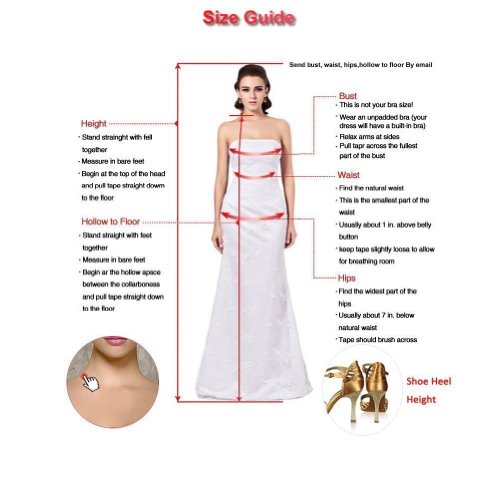 Size Guide
Send bust, waist, hips,hollow to floor By email
Height
• Stand strainght with fell
together
• Measure in bare feet
• Begin at the top of the head
and pull tape straight down
to the floor
Hollow to Floor
• Stand straight with feet
together
• Measure in bare feet
• Begin ar the hollow apsce
between the collarboness
and pull tape straight down
to the floor
Bust
• This is not your bra size!
• Wear an unpadded bra (your
dress will have a built-in bra)
• Relax arms at sides
• Pull tapr across the fullest
part of the bust
Waist
• Find the natural waist
• This is the smallest part of the
waist
• Usually about 1 in. above belly
button
• keep tape slightly loosa to allow
for breathing room
Hips
• Find the widest part of the
hips
• Usually about 7 in. below
natural waist
• Tape should brush across
Shoe Heel
Height